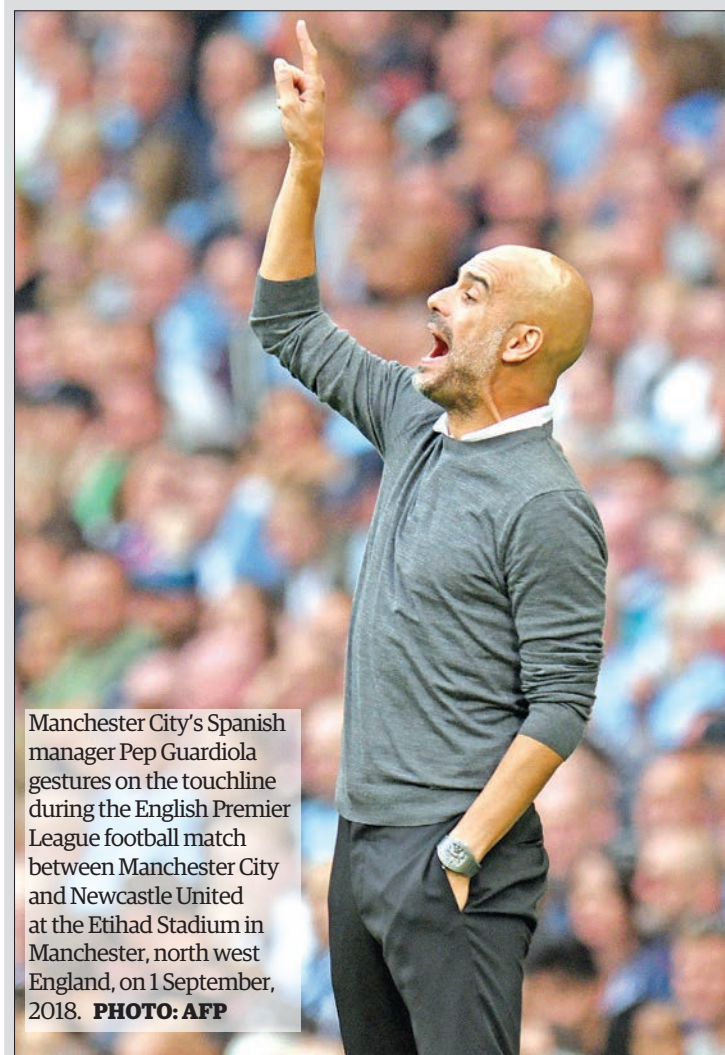 Manchester City’s Spanish
manager Pep Guardiola
gestures on the touchline
during the English Premier
League football match
between Manchester City
and Newcastle United
at the Etihad Stadium in
Manchester, north west
England, on 1 September,
2018. PHOTO: AFP